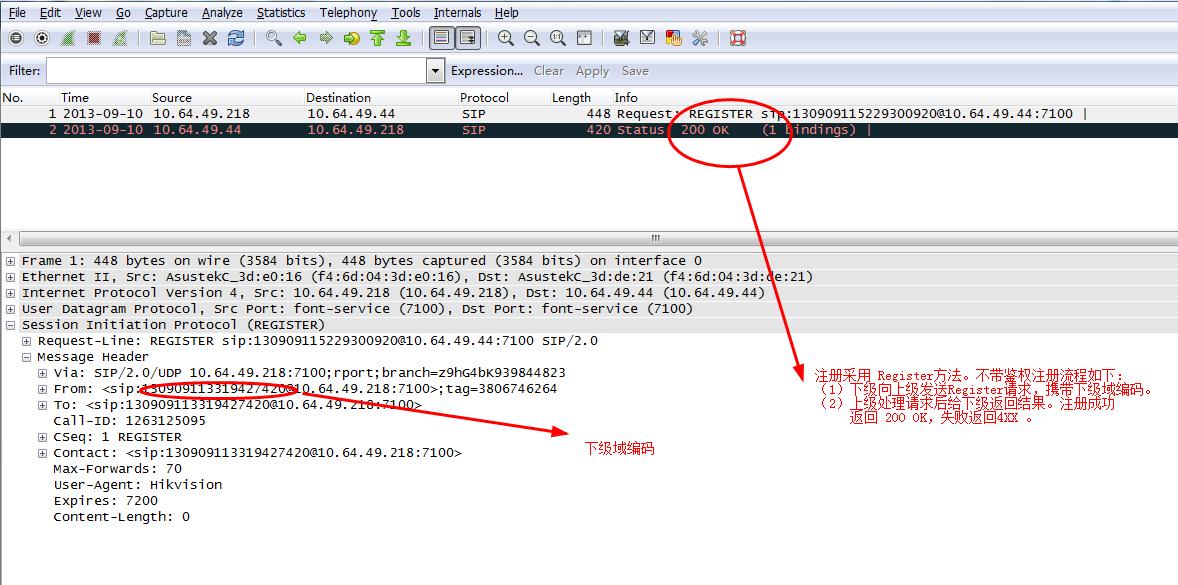 File Edit View Go Capture Analyze Statistics Telephony Tools Internals Help
Filter: Expression... Clear Apply Save
No. Time Source Destination Protocol Length Info
1 2013-09-10 10.64.49.218 10.64.49.44 SIP 448 Request: REGISTER sip:130909115229300920@10.64.49.44:7100 |
2 2013-09-10 10.64.49.44 10.64.49.218 SIP 420 Status: 200 OK (1 bindings) |
Frame 1: 448 bytes on wire (3584 bits), 448 bytes captured (3584 bits) on interface 0
Ethernet II, Src: AsustekC_3d:e0:16 (f4:6d:04:3d:e0:16), Dst: AsustekC_3d:de:21 (f4:6d:04:3d:de:21)
Internet Protocol Version 4, Src: 10.64.49.218 (10.64.49.218), Dst: 10.64.49.44 (10.64.49.44)
User Datagram Protocol, Src Port: font-service (7100), Dst Port: font-service (7100)
Session Initiation Protocol (REGISTER)
Request-Line: REGISTER sip:130909115229300920@10.64.49.44:7100 SIP/2.0
Message Header
Via: SIP/2.0/UDP 10.64.49.218:7100;rport;branch=z9hG4bK939844823
From: <sip:130909113319427420@10.64.49.218:7100>;tag=3806746264
To: <sip:130909113319427420@10.64.49.218:7100>
Call-ID: 1263125095
CSeq: 1 REGISTER
Contact: <sip:130909113319427420@10.64.49.218:7100>
Max-Forwards: 70
User-Agent: Hikvision
Expires: 7200
Content-Length: 0
注册采用 Register方法。不带鉴权注册流程如下:
（1）下级向上级发送Register请求，携带下级域编码。
（2）上级处理请求后给下级返回结果。注册成功
返回 200 OK，失败返回4XX 。
下级域编码